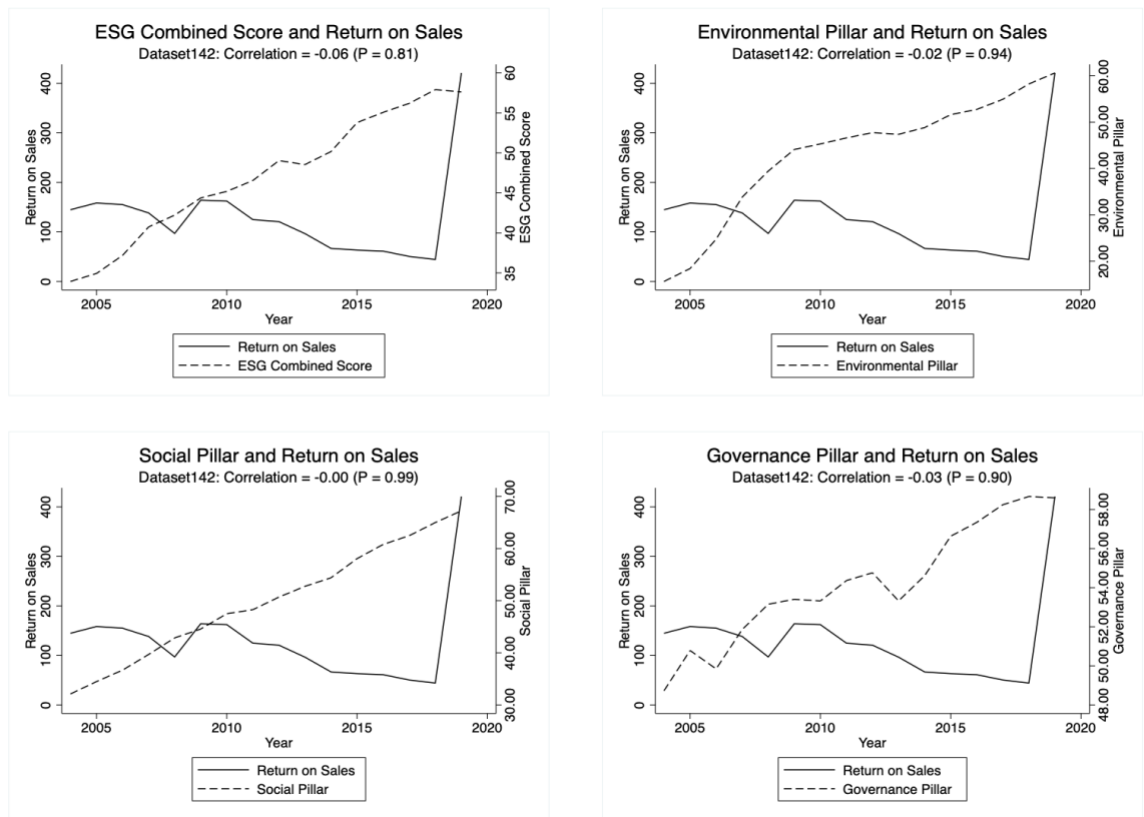 ESG Combined Score and Return on Sales
Dataset142: Correlation = -0.06 (P = 0.81)
Return on Sales
0
100
200
300
400
ESG Combined Score
35
40
45
50
55
60
2005
2010
2015
2020
Year
Return on Sales
ESG Combined Score
Environmental Pillar and Return on Sales
Dataset142: Correlation = -0.02 (P = 0.94)
Return on Sales
0
100
200
300
400
Environmental Pillar
20.00
30.00
40.00
50.00
60.00
2005
2010
2015
2020
Year
Return on Sales
Environmental Pillar
Social Pillar and Return on Sales
Dataset142: Correlation = -0.00 (P = 0.99)
Return on Sales
0
100
200
300
400
Social Pillar
30.00
40.00
50.00
60.00
70.00
2005
2010
2015
2020
Year
Return on Sales
Social Pillar
Governance Pillar and Return on Sales
Dataset142: Correlation = -0.03 (P = 0.90)
Return on Sales
0
100
200
300
400
Governance Pillar
48.00
50.00
52.00
54.00
56.00
58.00
2005
2010
2015
2020
Year
Return on Sales
Governance Pillar